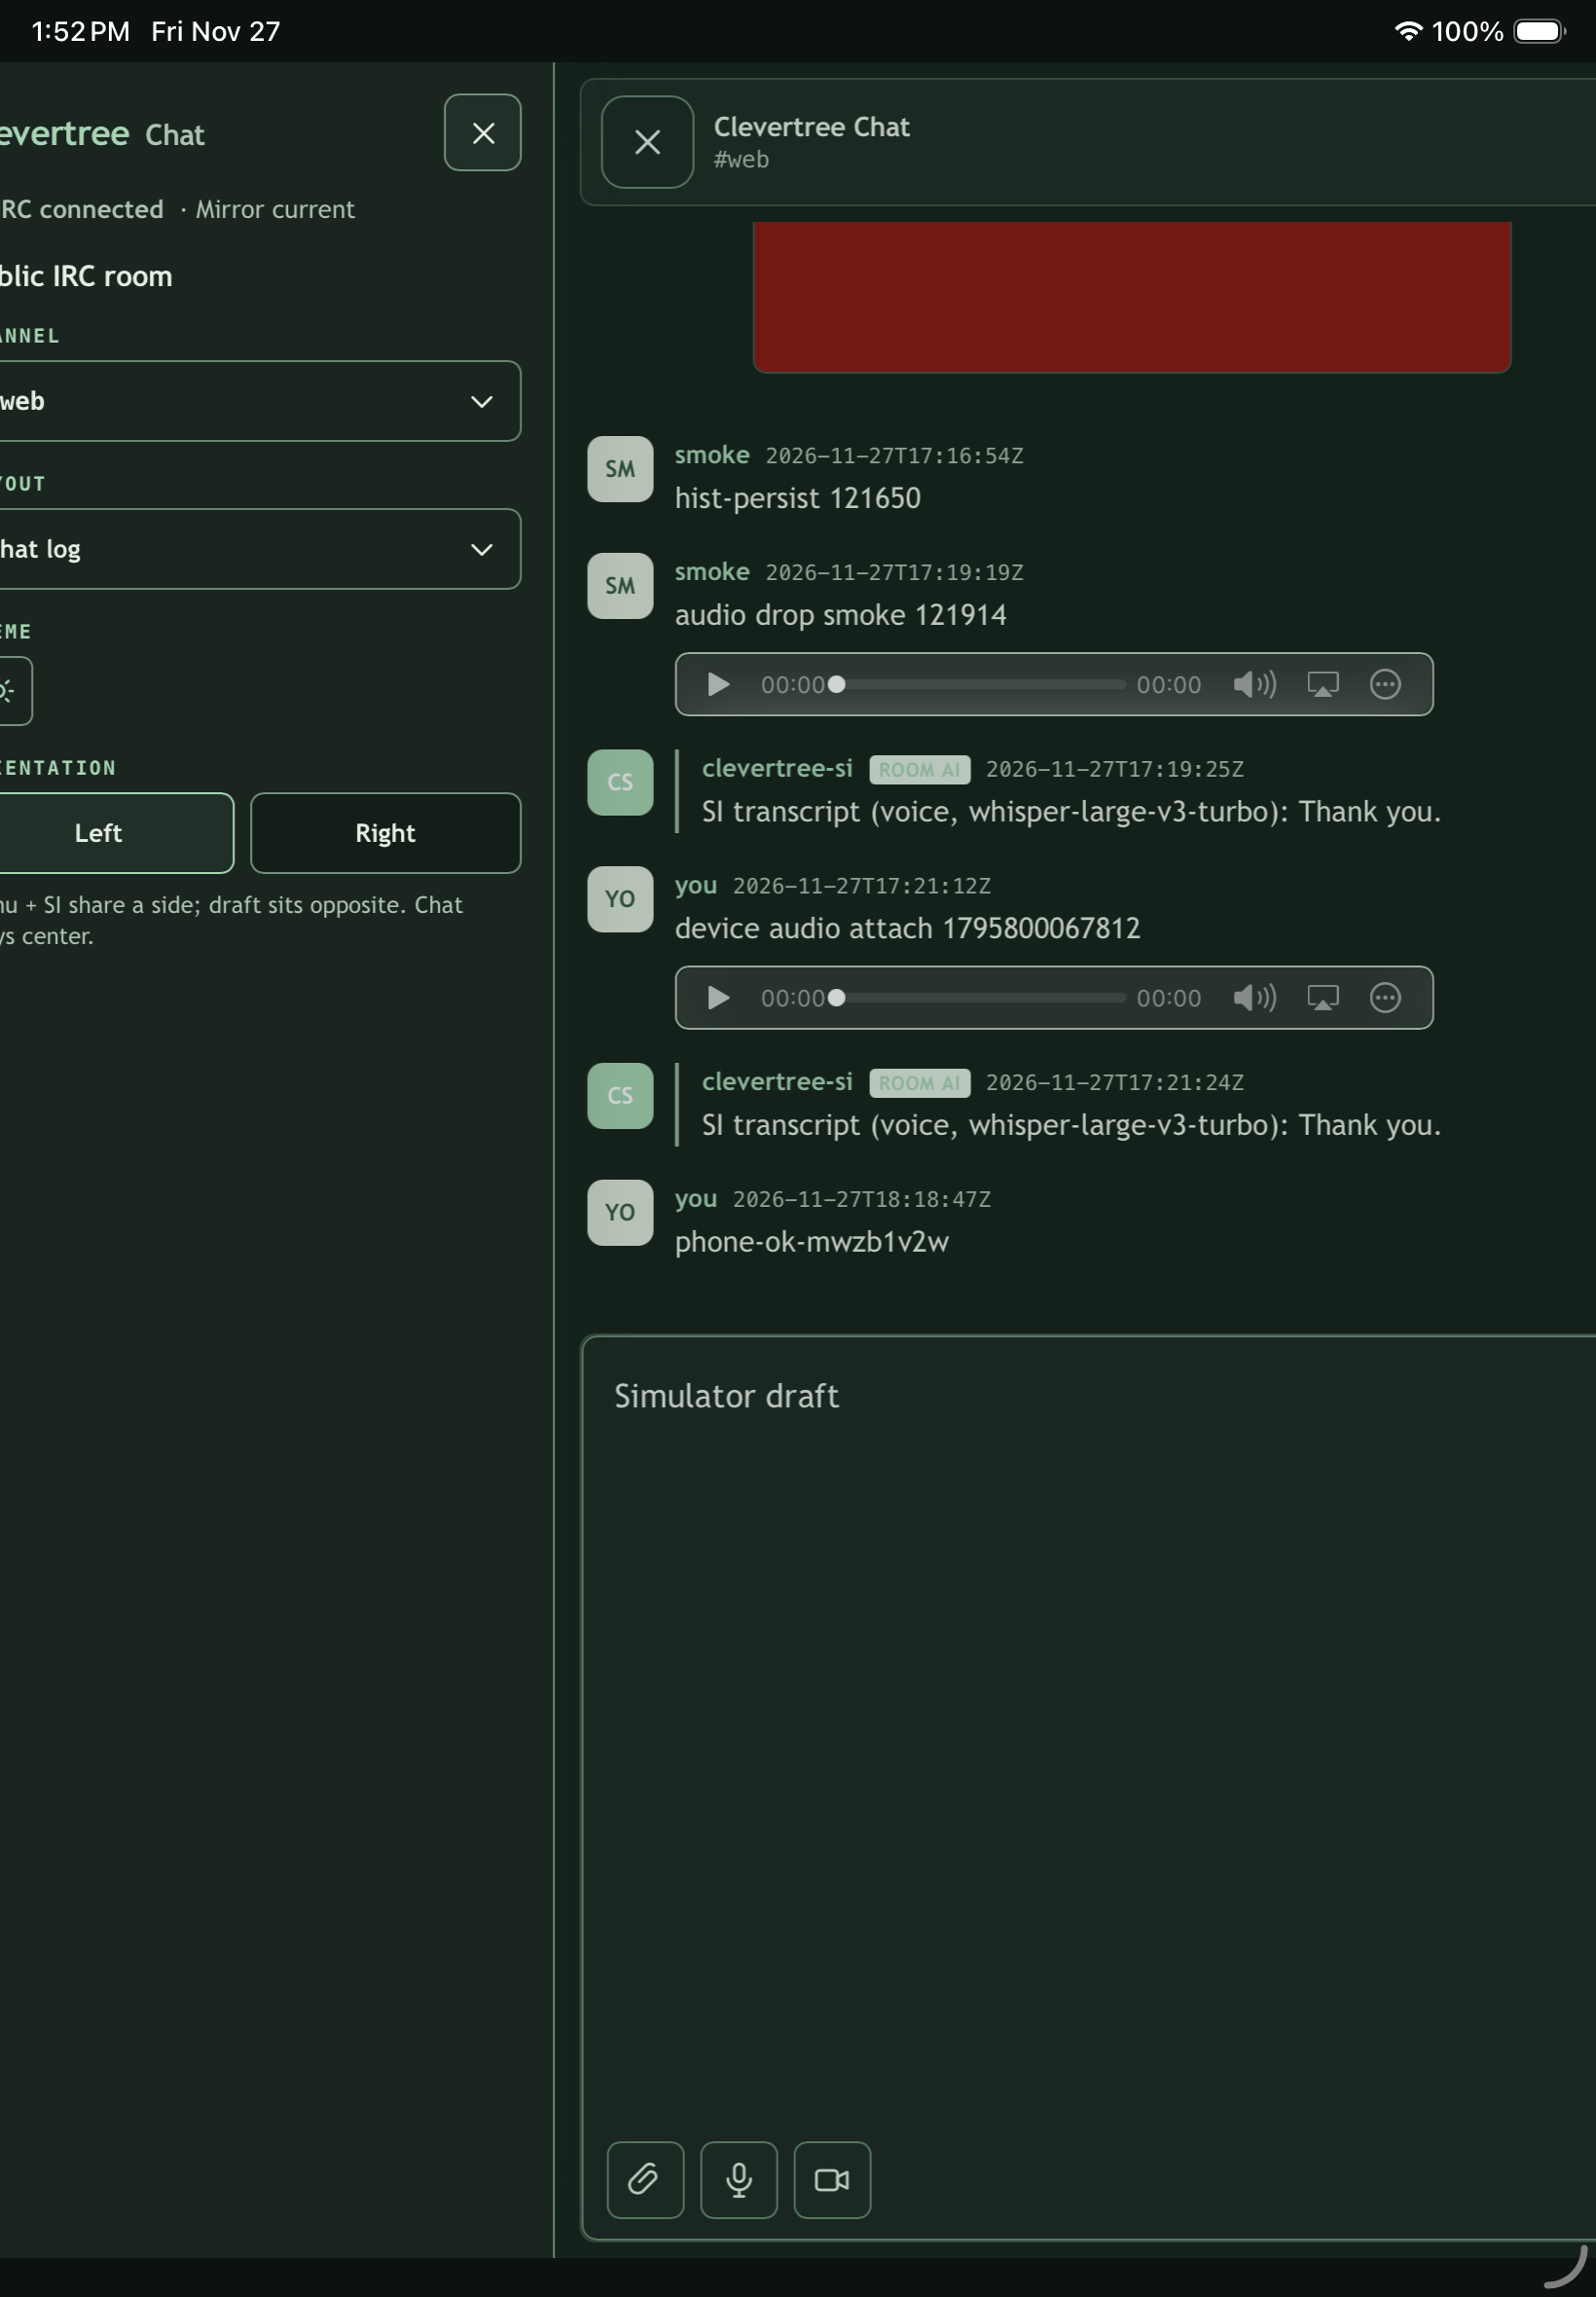 1:52 PM Fri Nov 27
100%
evertree Chat
RC connected · Mirror current
blic IRC room
ANNEL
web
OUT
hat log
EME
ENTATION
Left
Right
nu + SI share a side; draft sits opposite. Chat
ys center.
Clevertree Chat
#web
SM
smoke 2026-11-27T17:16:54Z
hist-persist 121650
SM
smoke 2026-11-27T17:19:19Z
audio drop smoke 121914
00:00
00:00
CS
clevertree-si ROOM AI 2026-11-27T17:19:25Z
SI transcript (voice, whisper-large-v3-turbo): Thank you.
YO
you 2026-11-27T17:21:12Z
device audio attach 1795800067812
00:00
00:00
CS
clevertree-si ROOM AI 2026-11-27T17:21:24Z
SI transcript (voice, whisper-large-v3-turbo): Thank you.
YO
you 2026-11-27T18:18:47Z
phone-ok-mwzb1v2w
Simulator draft